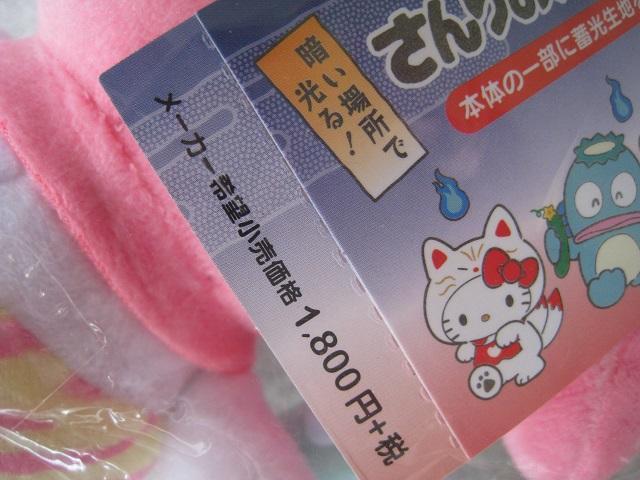 さんりお
本体の一部に蓄光生地
暗い場所で
光る！
メーカー希望小売価格 1,800円+税